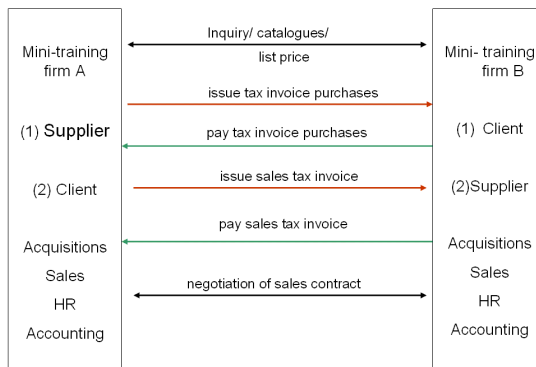 Mini-training
firm A
(1) Supplier
(2) Client
Acquisitions
Sales
HR
Accounting
Inquiry/ catalogues/
list price
issue tax invoice purchases
pay tax invoice purchases
issue sales tax invoice
pay sales tax invoice
negotiation of sales contract
Mini- training
firm B
(1) Client
(2)Supplier
Acquisitions
Sales
HR
Accounting